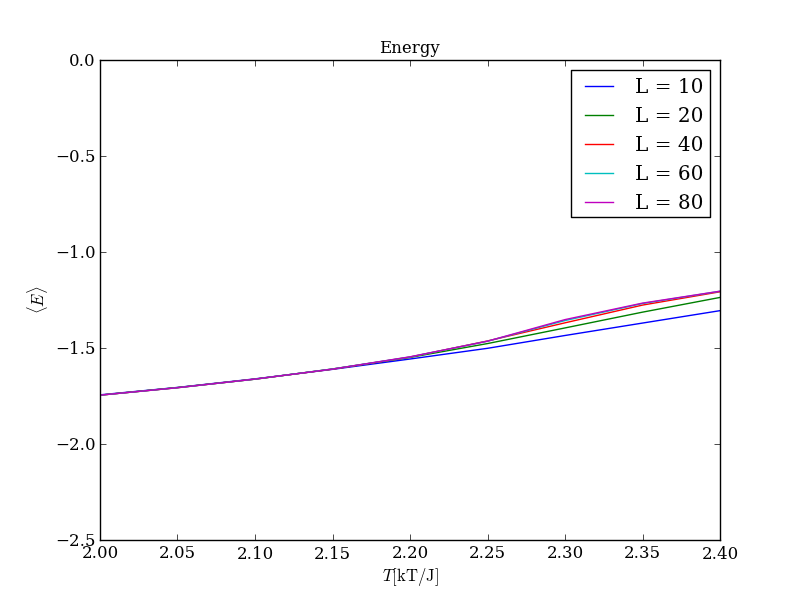 Energy
0.0
−0.5
−1.0
−1.5
−2.0
−2.5
⟨E⟩
L = 10
L = 20
L = 40
L = 60
L = 80
2.00 2.05 2.10 2.15 2.20 2.25 2.30 2.35 2.40
T[kT/J]